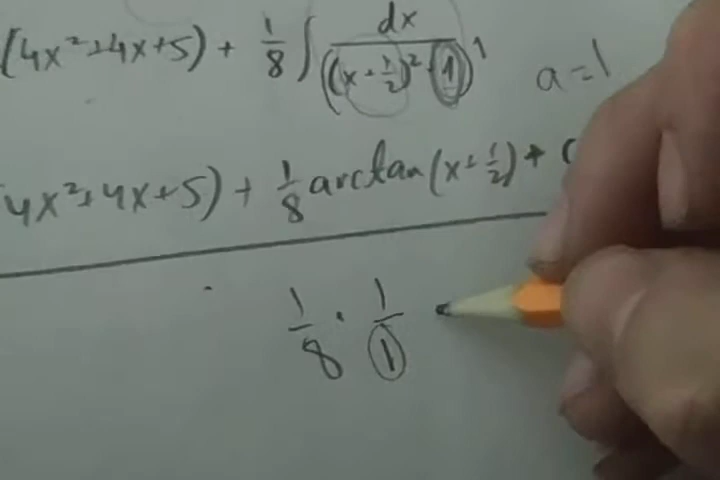 (4x²+4x+5) + 1/8 ∫ dx/((x+1/2)²+1)¹ a=1
4x²+4x+5) + 1/8 arctan(x+1/2) + C
1/8 · 1/1